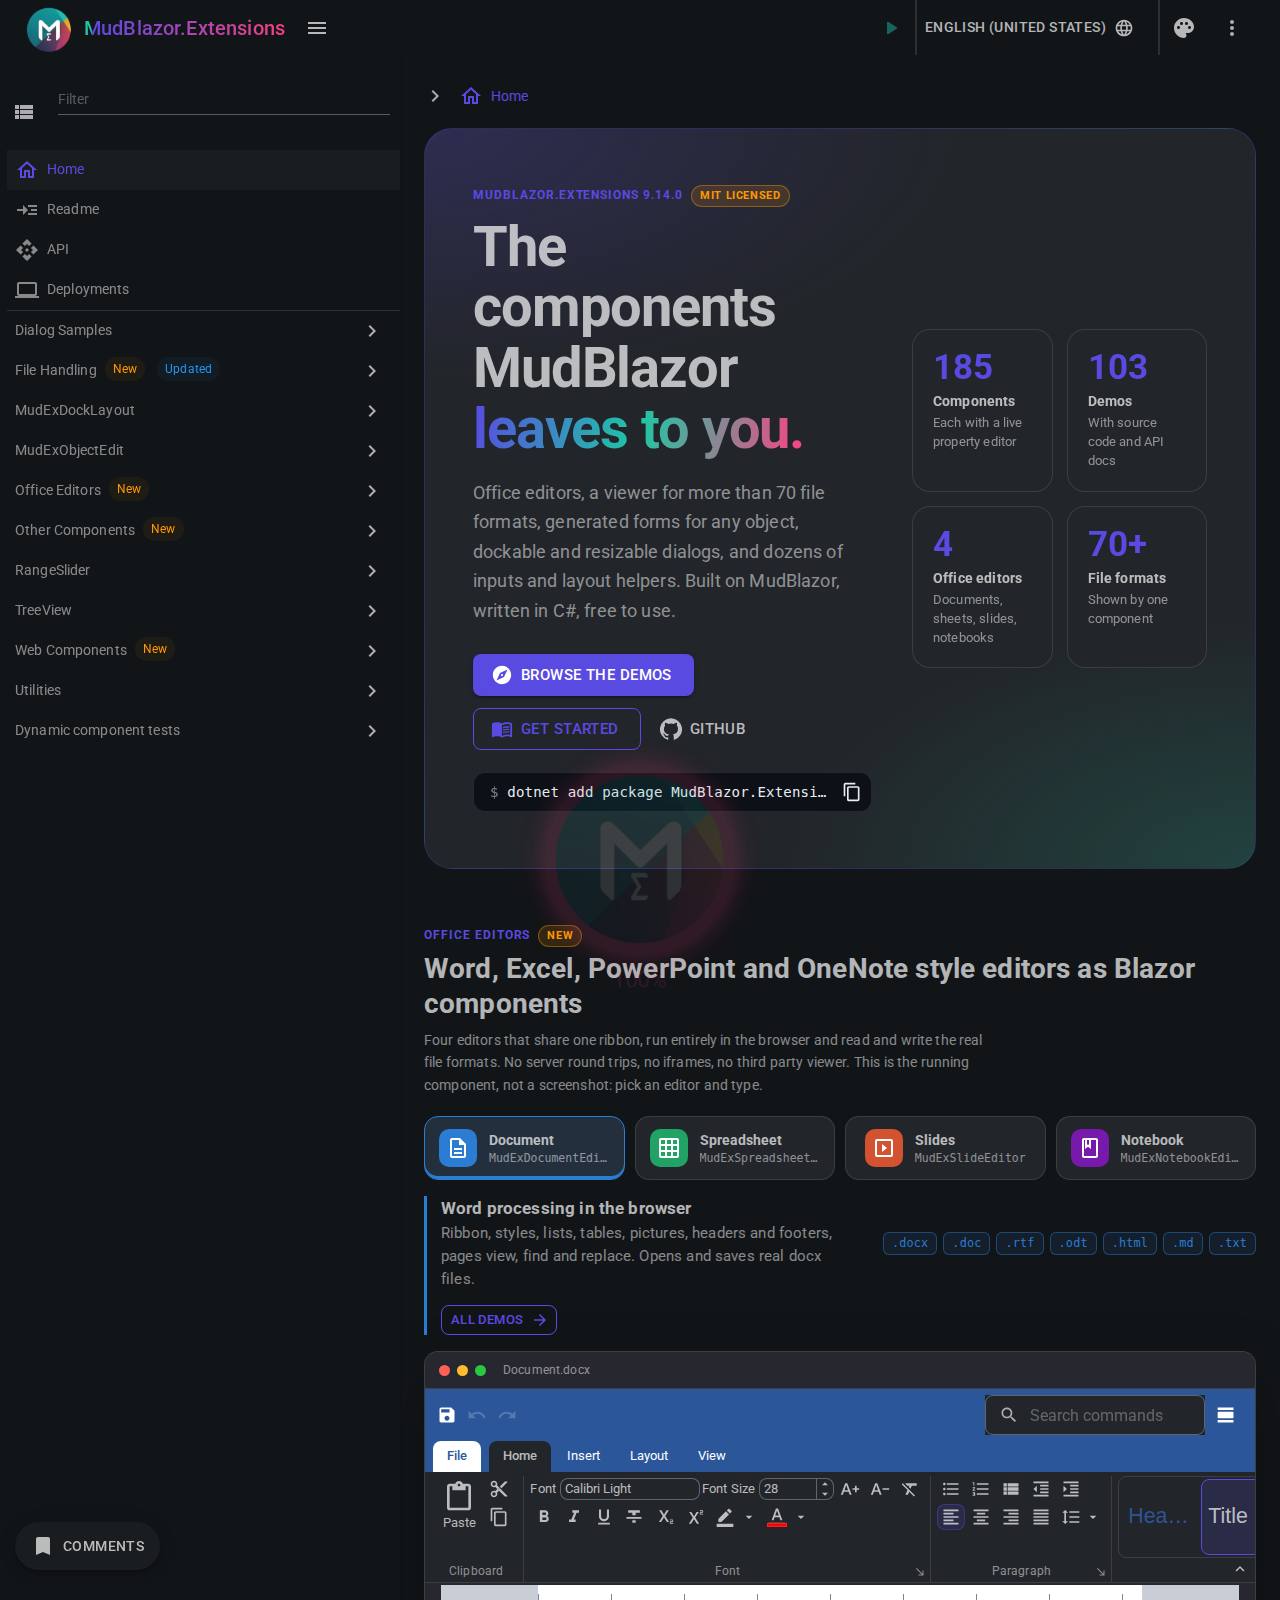 MudBlazor.Extensions
ENGLISH (UNITED STATES)
Filter
Home
Readme
API
Deployments
Dialog Samples
File Handling New Updated
MudExDockLayout
MudExObjectEdit
Office Editors New
Other Components New
RangeSlider
TreeView
Web Components New
Utilities
Dynamic component tests
COMMENTS
Home
MUDBLAZOR.EXTENSIONS 9.14.0 MIT LICENSED
The
components
MudBlazor
leaves to you.
Office editors, a viewer for more than 70 file
formats, generated forms for any object,
dockable and resizable dialogs, and dozens of
inputs and layout helpers. Built on MudBlazor,
written in C#, free to use.
BROWSE THE DEMOS
GET STARTED
GITHUB
$ dotnet add package MudBlazor.Extensi…
185
Components
Each with a live
property editor
103
Demos
With source
code and API
docs
4
Office editors
Documents,
sheets, slides,
notebooks
70+
File formats
Shown by one
component
M
Σ
100%
OFFICE EDITORS NEW
Word, Excel, PowerPoint and OneNote style editors as Blazor
components
Four editors that share one ribbon, run entirely in the browser and read and write the real
file formats. No server round trips, no iframes, no third party viewer. This is the running
component, not a screenshot: pick an editor and type.
Document
MudExDocumentEdi…
Spreadsheet
MudExSpreadsheet…
Slides
MudExSlideEditor
Notebook
MudExNotebookEdi…
Word processing in the browser
Ribbon, styles, lists, tables, pictures, headers and footers,
pages view, find and replace. Opens and saves real docx
files.
ALL DEMOS
.docx .doc .rtf .odt .html .md .txt
Document.docx
Search commands
File Home Insert Layout View
Paste
Clipboard
Font Calibri Light Font Size 28
Font
Paragraph
Hea…
Title